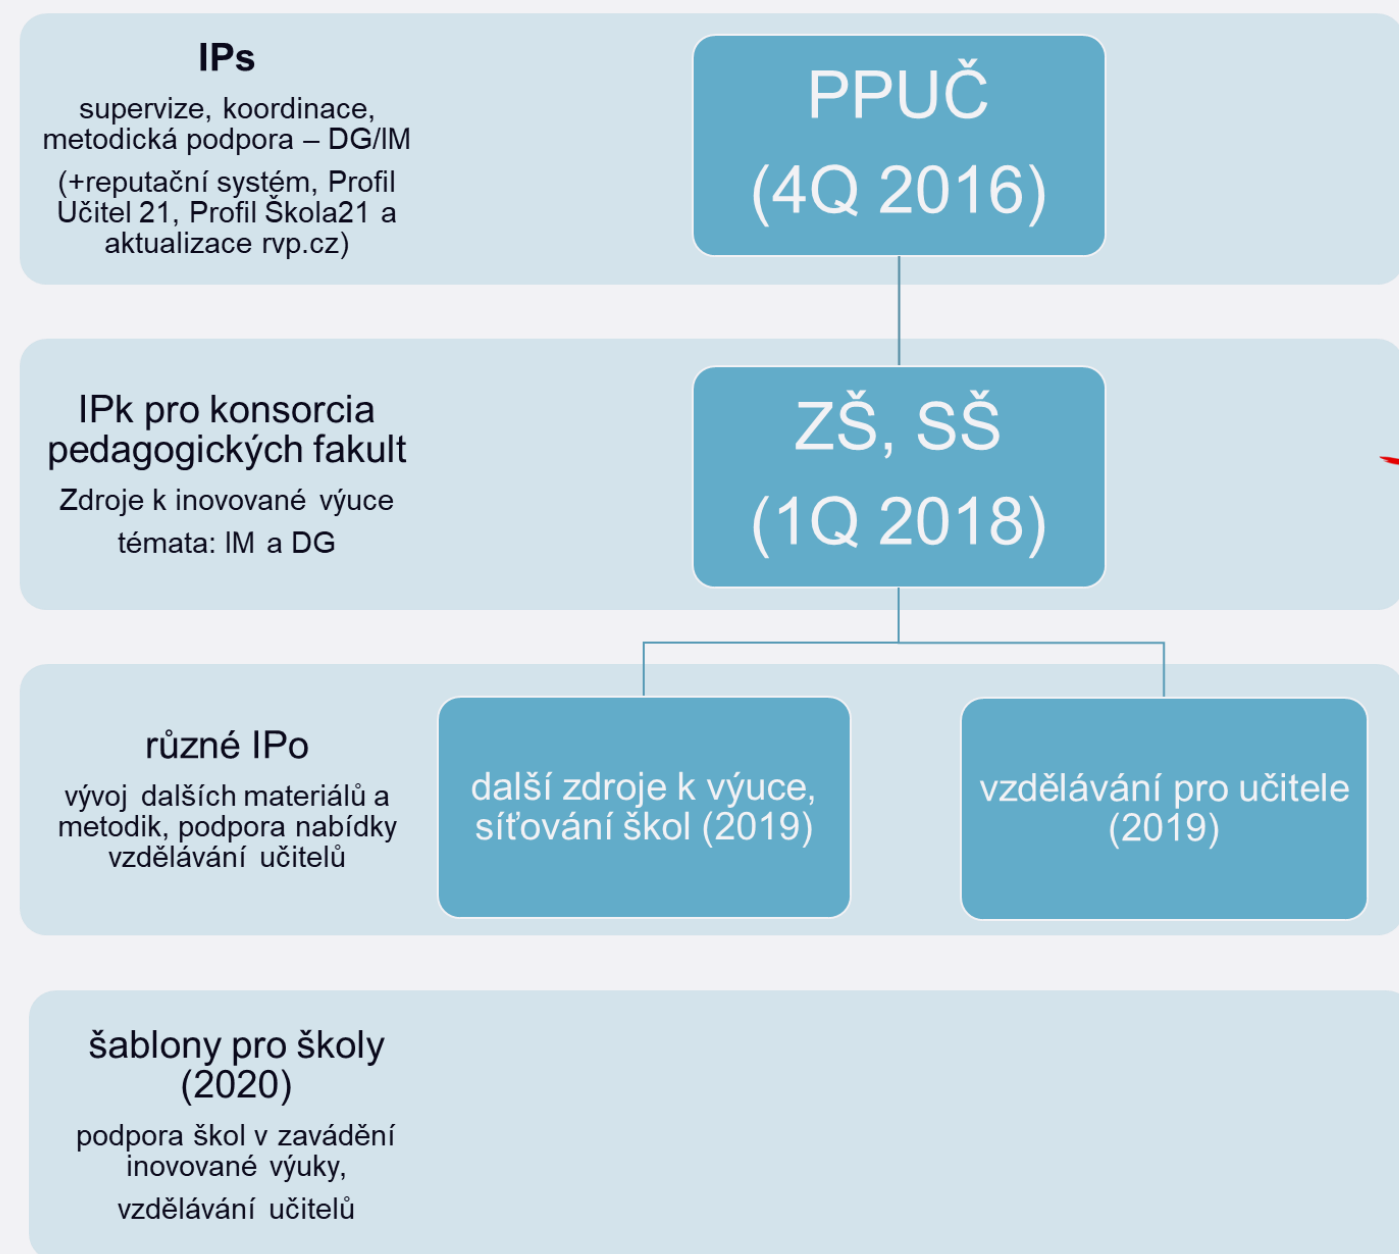 IPs
supervize, koordinace,
metodická podpora – DG/IM
(+reputační systém, Profil
Učitel 21, Profil Škola21 a
aktualizace rvp.cz)
PPUČ
(4Q 2016)
IPk pro konsorcia
pedagogických fakult
Zdroje k inovované výuce
témata: IM a DG
ZŠ, SŠ
(1Q 2018)
různé IPo
vývoj dalších materiálů a
metodik, podpora nabídky
vzdělávání učitelů
další zdroje k výuce,
síťování škol (2019)
vzdělávání pro učitele
(2019)
šablony pro školy
(2020)
podpora škol v zavádění
inovované výuky,
vzdělávání učitelů